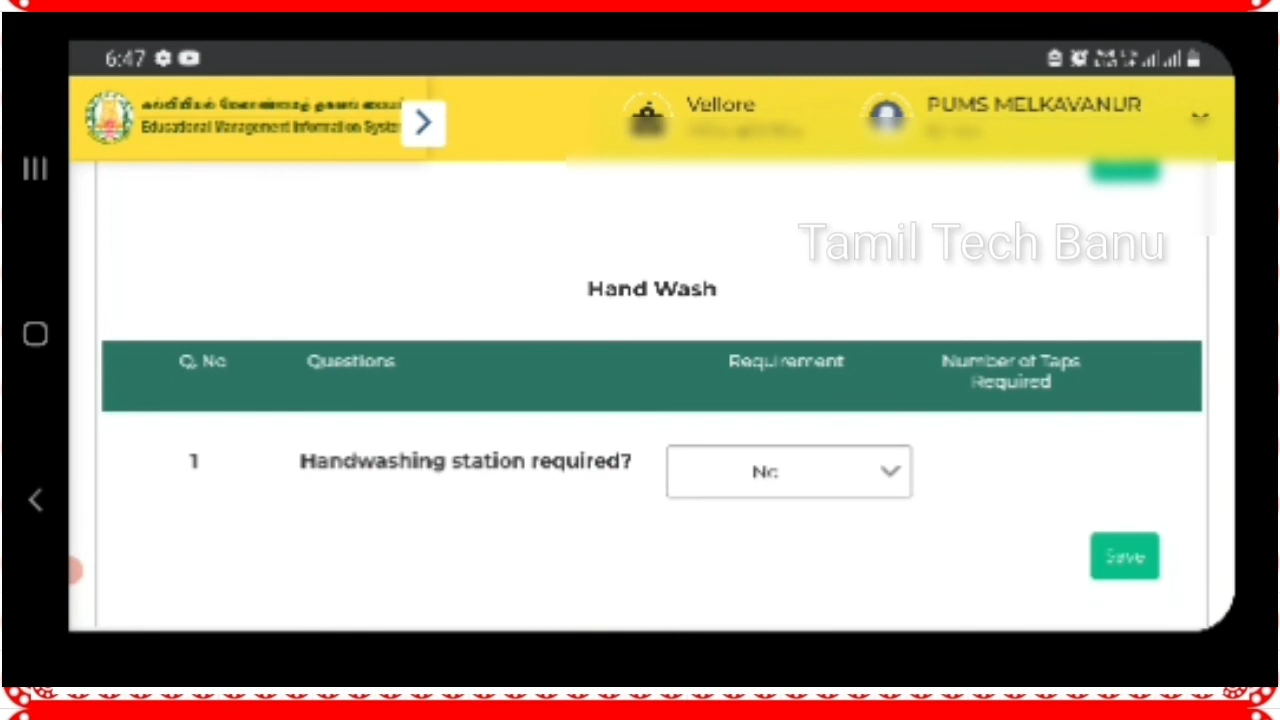 6:47
Educational Management Information Syste
Vellore
PUMS MELKAVANUR
Tamil Tech Banu
Hand Wash
Q. No
Questions
Requirement
Number of Taps
Required
1
Handwashing station required?
No
Save